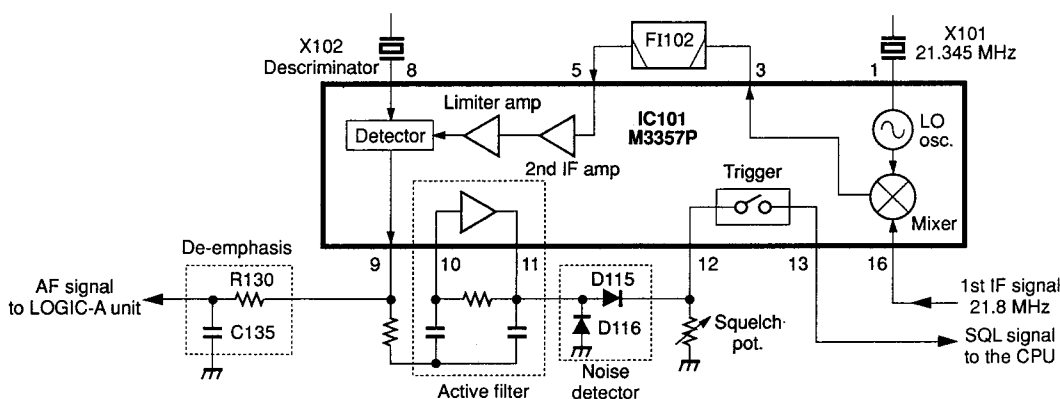 X102
Descriminator
8
5
FI102
3
1
X101
21.345 MHz
Limiter amp
IC101
M3357P
LO
osc.
Detector
2nd IF amp
Trigger
Mixer
De-emphasis
9
10
11
12
13
16
R130
D115
AF signal
to LOGIC-A unit
1st IF signal
21.8 MHz
C135
D116
Squelch
pot.
SQL signal
to the CPU
Active filter
Noise
detector